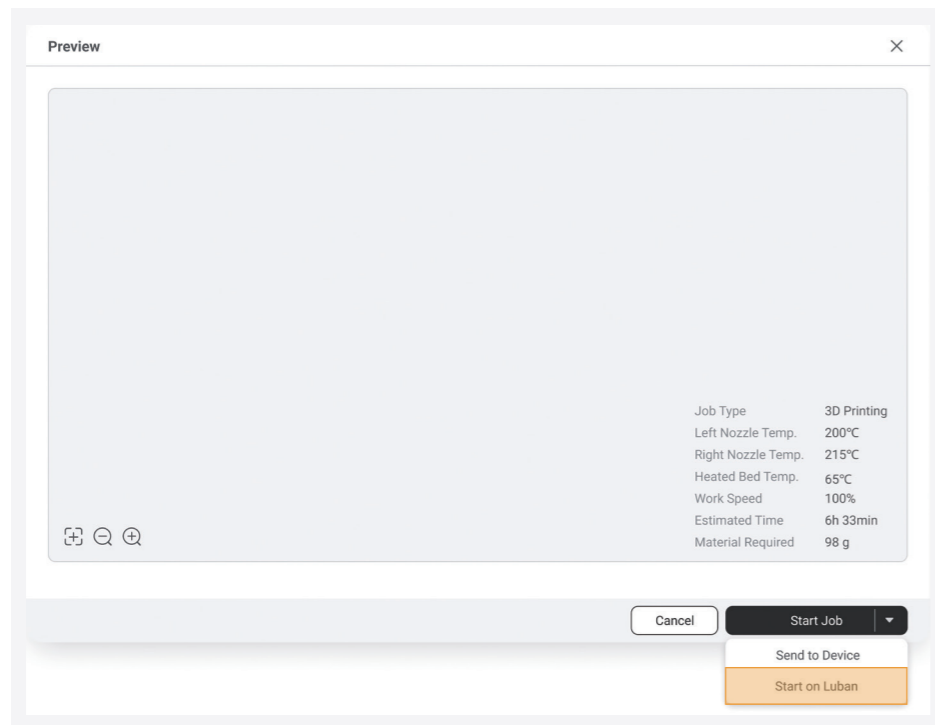 Preview
Job Type 3D Printing
Left Nozzle Temp. 200℃
Right Nozzle Temp. 215℃
Heated Bed Temp. 65℃
Work Speed 100%
Estimated Time 6h 33min
Material Required 98 g
Cancel Start Job
Send to Device
Start on Luban